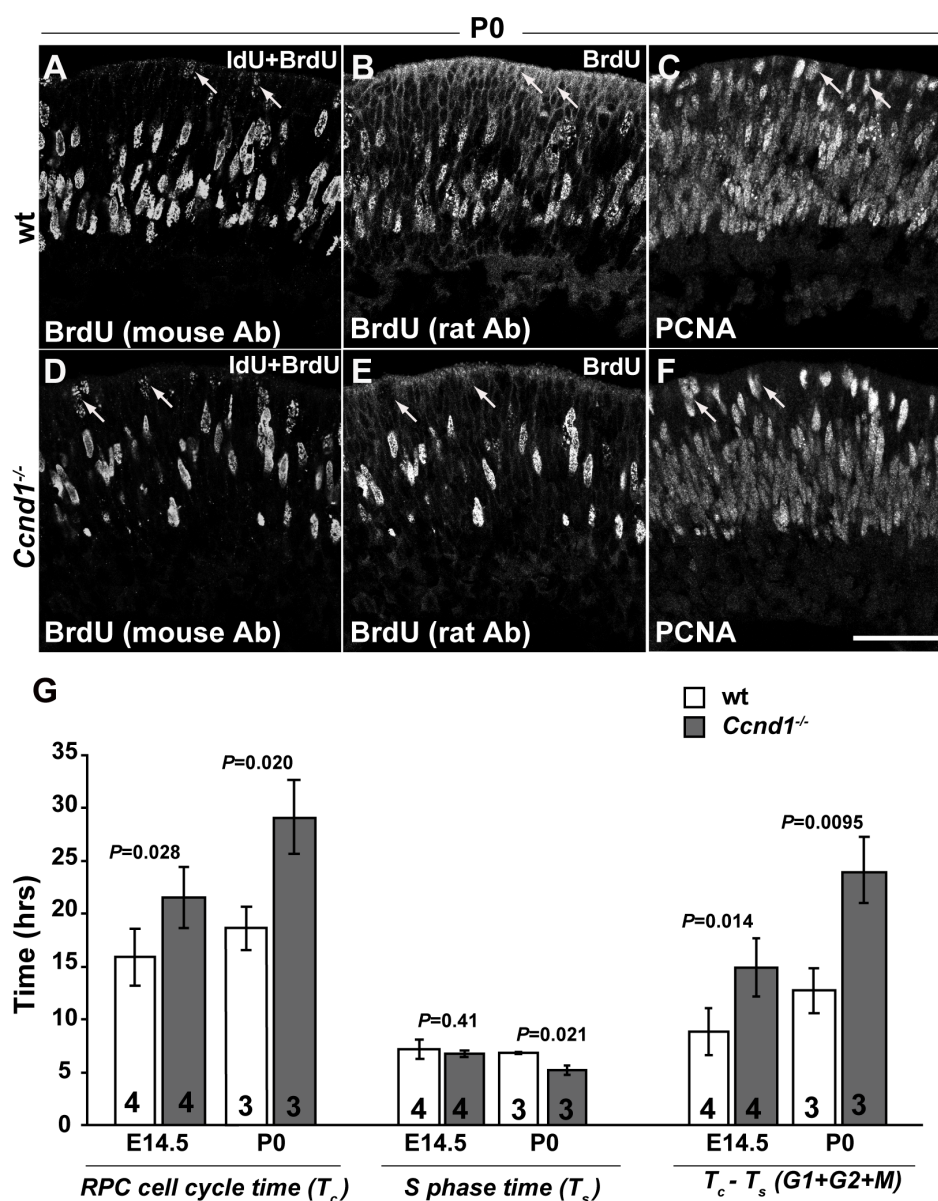 P0
A IdU+BrdU B BrdU C
wt
BrdU (mouse Ab) BrdU (rat Ab) PCNA
D IdU+BrdU E BrdU F
Ccnd1-/-
BrdU (mouse Ab) BrdU (rat Ab) PCNA
G
wt
Ccnd1-/-
35
30
25
20
15
10
5
0
Time (hrs)
P=0.028
P=0.020
P=0.41
P=0.021
P=0.014
P=0.0095
4 4 3 3 4 4 3 3 4 4 3 3
E14.5 P0 E14.5 P0 E14.5 P0
RPC cell cycle time (Tc) S phase time (Ts) Tc - Ts (G1+G2+M)